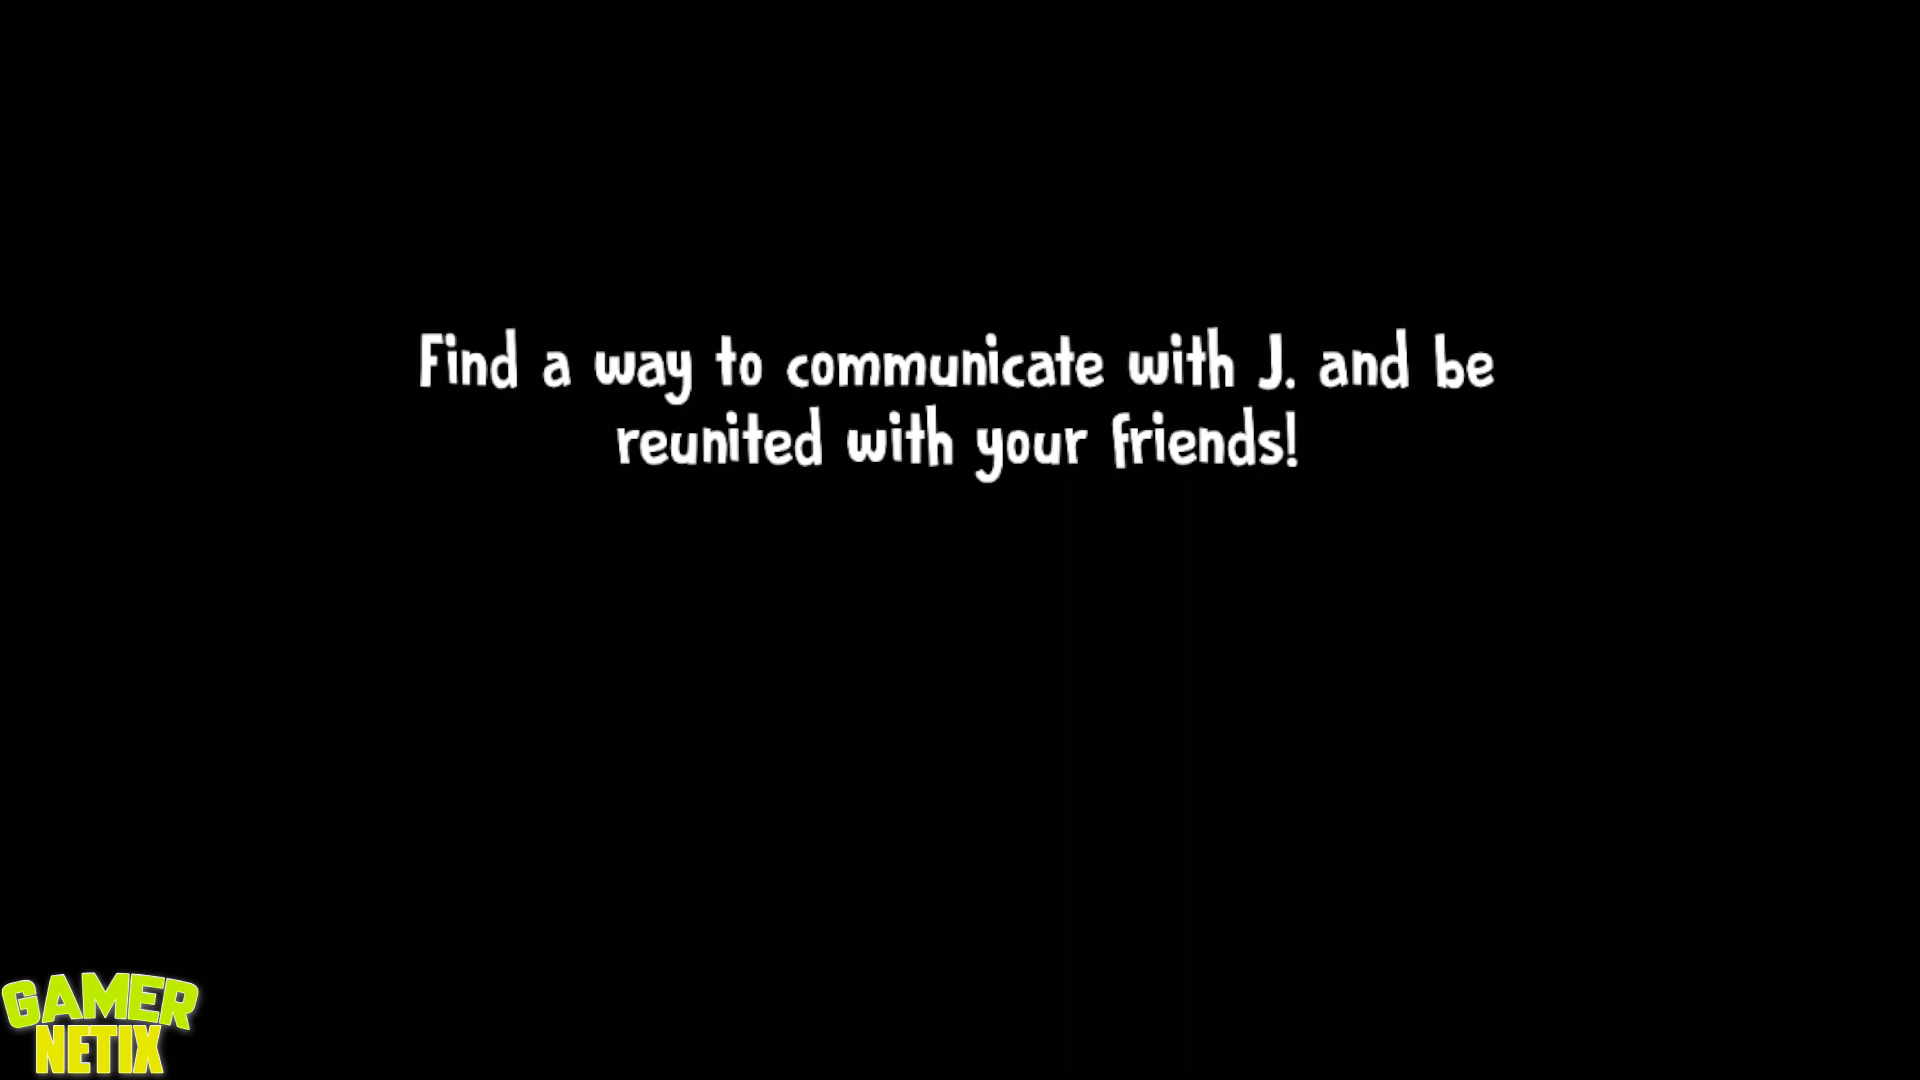 Find a way to communicate with J. and be
reunited with your friends!
GAMER
NETIX